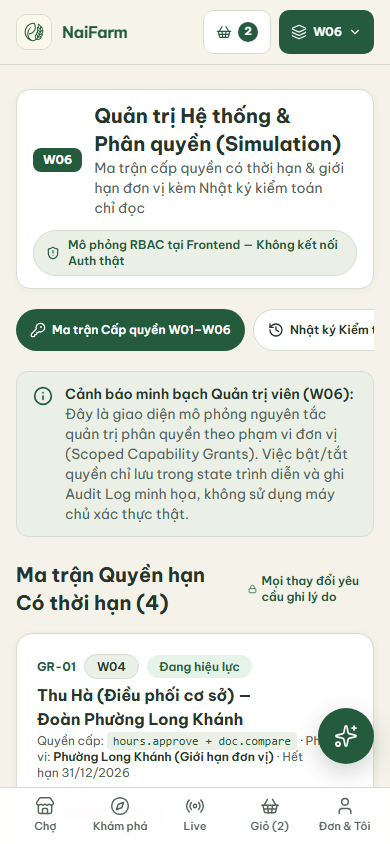 NaiFarm
2
W06
W06
Quản trị Hệ thống &
Phân quyền (Simulation)
Ma trận cấp quyền có thời hạn & giới
hạn đơn vị kèm Nhật ký kiểm toán
chỉ đọc
Mô phỏng RBAC tại Frontend — Không kết nối
Auth thật
Ma trận Cấp quyền W01–W06
Nhật ký Kiểm t
Cảnh báo minh bạch Quản trị viên (W06):
Đây là giao diện mô phỏng nguyên tắc
quản trị phân quyền theo phạm vi đơn vị
(Scoped Capability Grants). Việc bật/tắt
quyền chỉ lưu trong state trình diễn và ghi
Audit Log minh họa, không sử dụng máy
chủ xác thực thật.
Ma trận Quyền hạn
Có thời hạn (4)
Mọi thay đổi yêu
cầu ghi lý do
GR-01 W04 Đang hiệu lực
Thu Hà (Điều phối cơ sở) —
Đoàn Phường Long Khánh
Quyền cấp: hours.approve + doc.compare ·
vi: Phường Long Khánh (Giới hạn đơn vị) · Hết
hạn 31/12/2026
Chợ
Khám phá
Live
Giỏ (2)
Đơn & Tôi